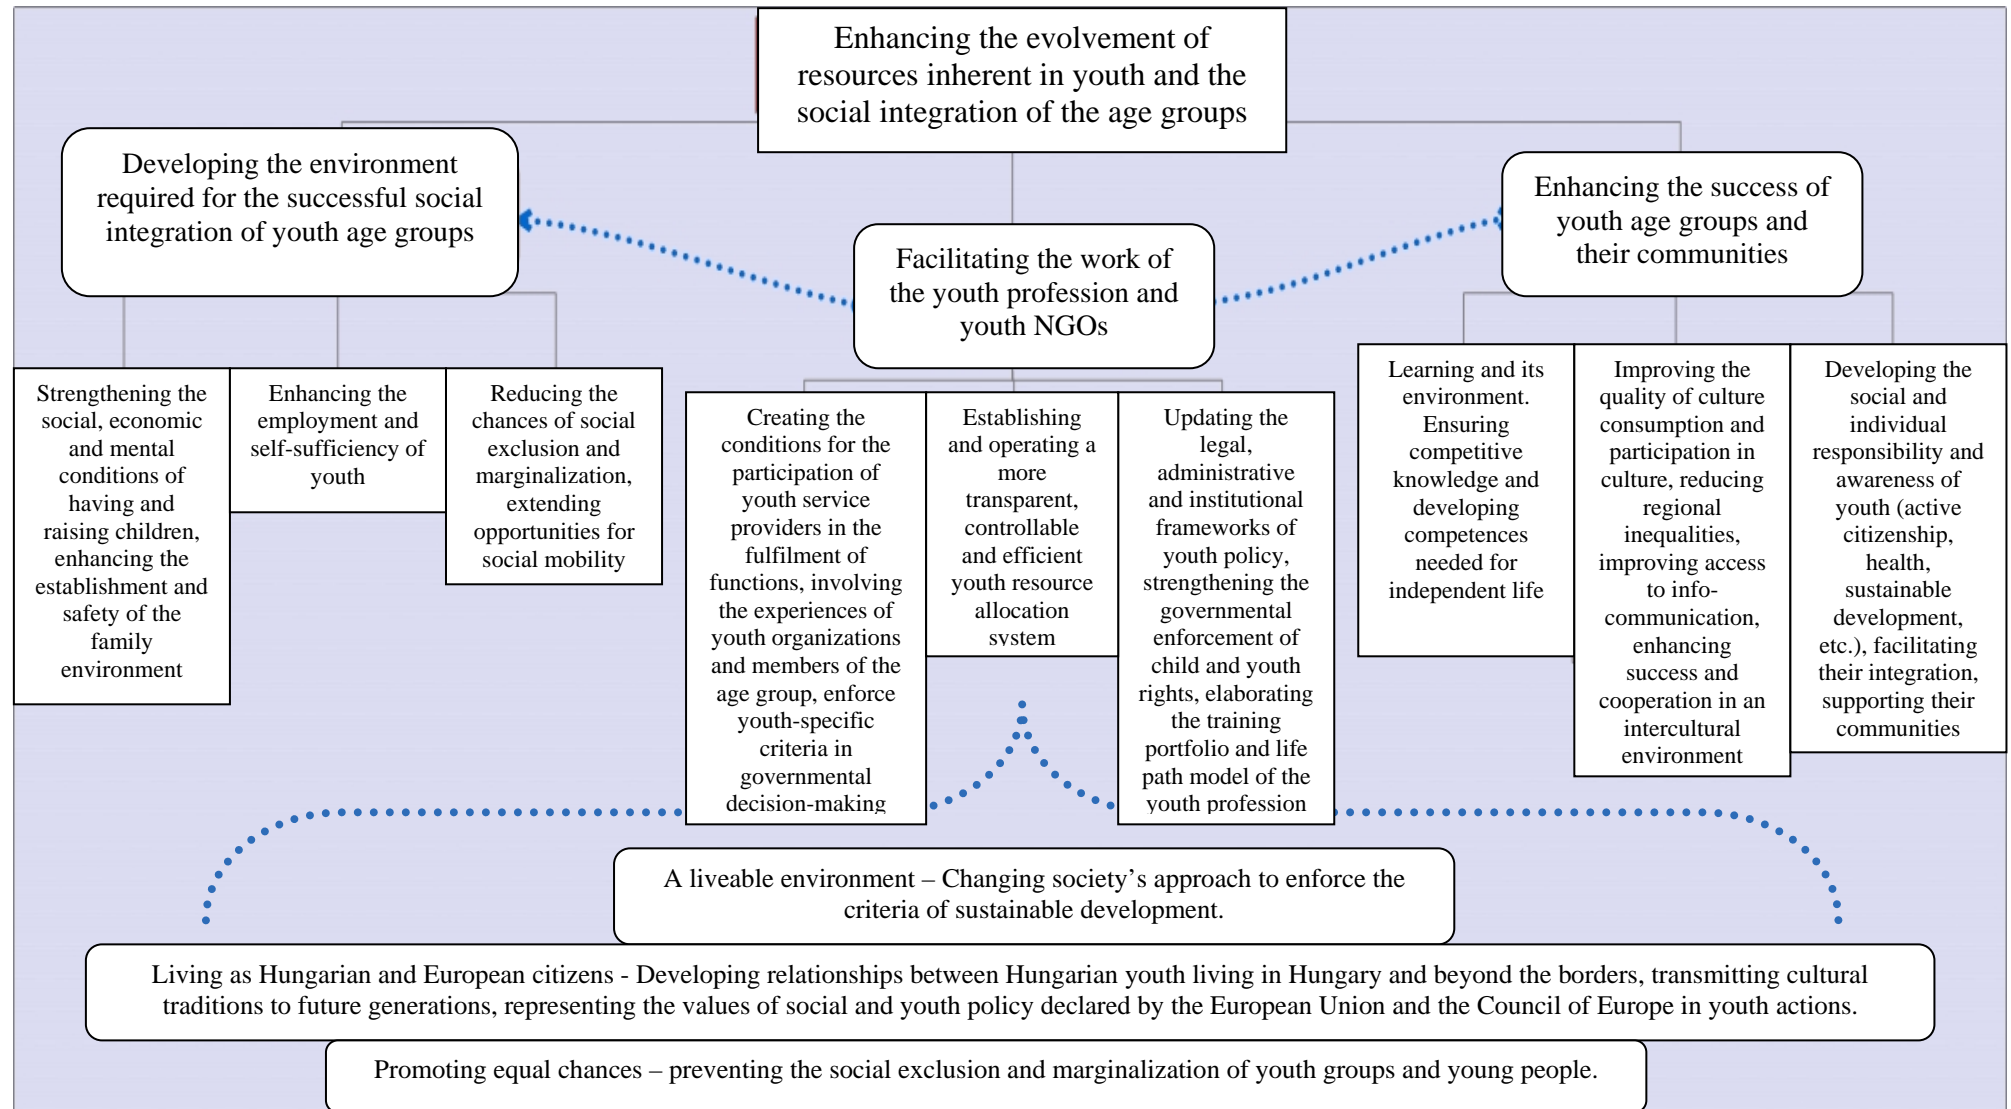 Enhancing the evolvement of
resources inherent in youth and the
social integration of the age groups
Developing the environment
required for the successful social
integration of youth age groups
Facilitating the work of
the youth profession and
youth NGOs
Enhancing the success of
youth age groups and
their communities
Strengthening the
social, economic
and mental
conditions of
having and
raising children,
enhancing the
establishment and
safety of the
family
environment
Enhancing the
employment and
self-sufficiency of
youth
Reducing the
chances of social
exclusion and
marginalization,
extending
opportunities for
social mobility
Creating the
conditions for the
participation of
youth service
providers in the
fulfilment of
functions, involving
the experiences of
youth organizations
and members of the
age group, enforce
youth-specific
criteria in
governmental
decision-making
Establishing
and operating a
more
transparent,
controllable
and efficient
youth resource
allocation
system
Updating the
legal,
administrative
and institutional
frameworks of
youth policy,
strengthening the
governmental
enforcement of
child and youth
rights, elaborating
the training
portfolio and life
path model of the
youth profession
Learning and its
environment.
Ensuring
competitive
knowledge and
developing
competences
needed for
independent life
Improving the
quality of culture
consumption and
participation in
culture, reducing
regional
inequalities,
improving access
to info-
communication,
enhancing
success and
cooperation in an
intercultural
environment
Developing the
social and
individual
responsibility and
awareness of
youth (active
citizenship,
health,
sustainable
development,
etc.), facilitating
their integration,
supporting their
communities
A liveable environment – Changing society’s approach to enforce the
criteria of sustainable development.
Living as Hungarian and European citizens - Developing relationships between Hungarian youth living in Hungary and beyond the borders, transmitting cultural
traditions to future generations, representing the values of social and youth policy declared by the European Union and the Council of Europe in youth actions.
Promoting equal chances – preventing the social exclusion and marginalization of youth groups and young people.